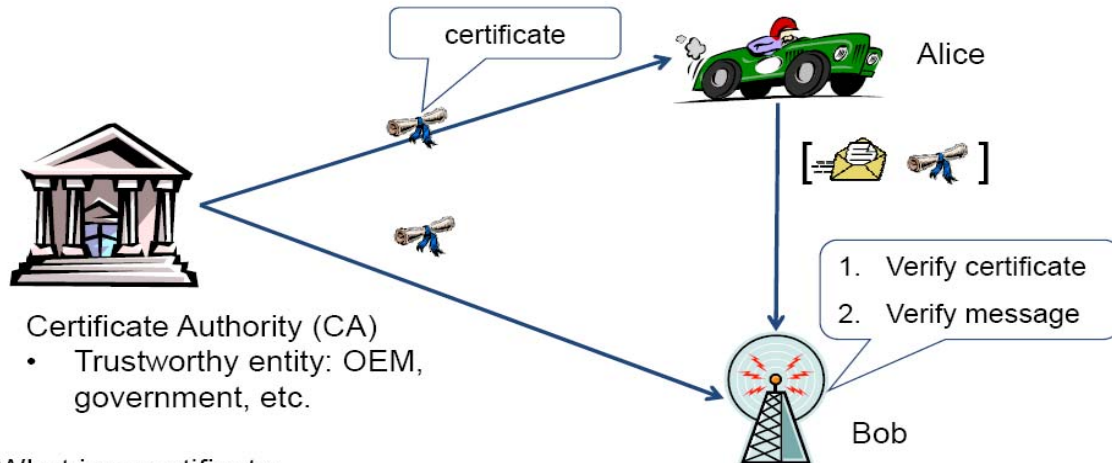 certificate
Alice
[ ]
1. Verify certificate
2. Verify message
Certificate Authority (CA)
• Trustworthy entity: OEM,
government, etc.
Bob